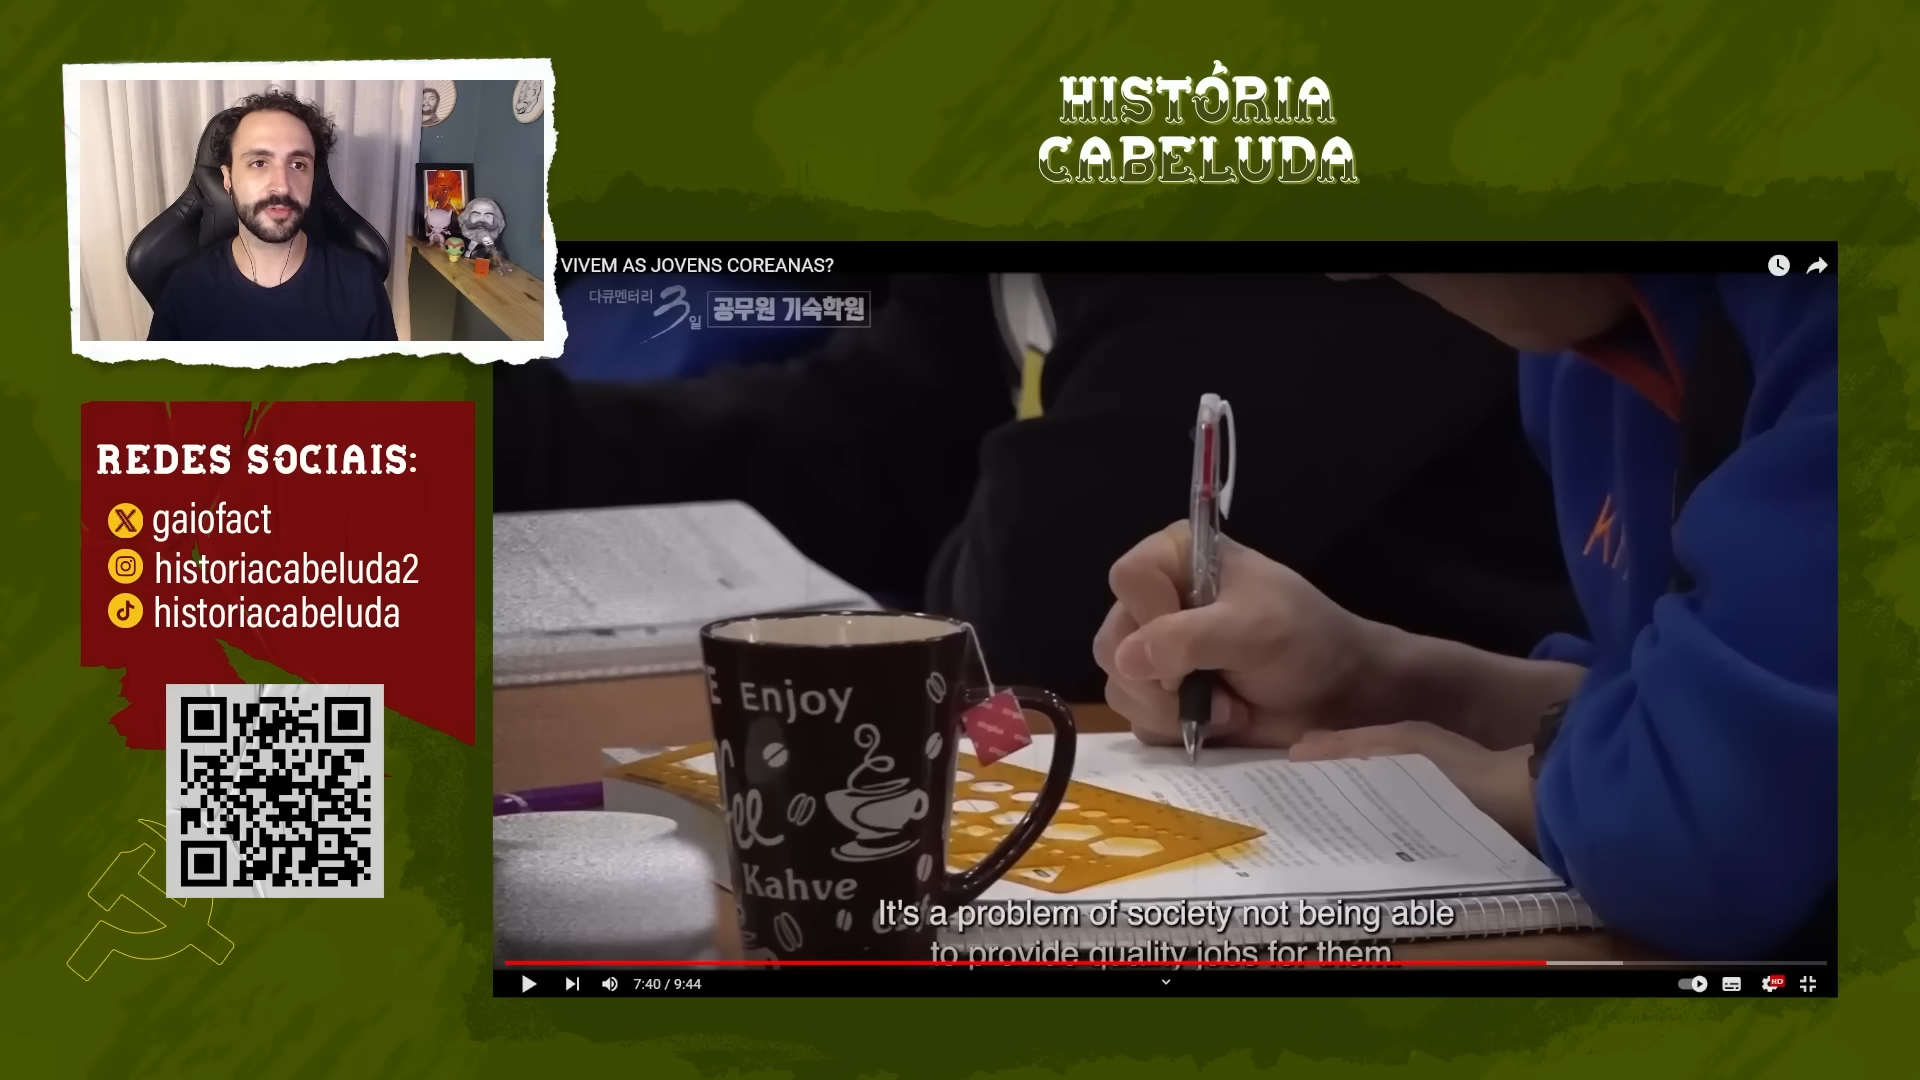 HISTÓRIA
CABELUDA
VIVEM AS JOVENS COREANAS?
다큐멘터리 3일 공무원 기숙학원
REDES SOCIAIS:
gaiofact
historiacabeluda2
historiacabeluda
Enjoy
Kahve
It's a problem of society not being able
to provide quality jobs for them.
7:40 / 9:44
HD